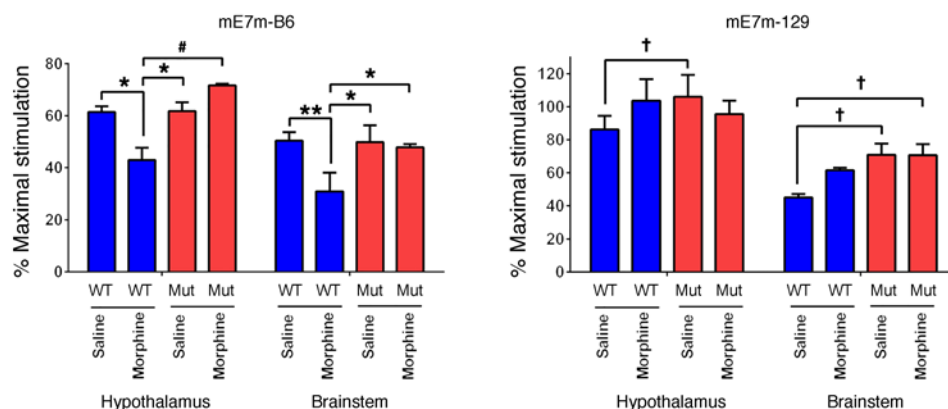 mE7m-B6
% Maximal stimulation
80
60
40
20
0
* * #
** * *
WT WT Mut Mut WT WT Mut Mut
Saline Morphine Saline Morphine Saline Morphine Saline Morphine
Hypothalamus Brainstem
mE7m-129
% Maximal stimulation
120
100
80
60
40
20
0
†
† †
WT WT Mut Mut WT WT Mut Mut
Saline Morphine Saline Morphine Saline Morphine Saline Morphine
Hypothalamus Brainstem